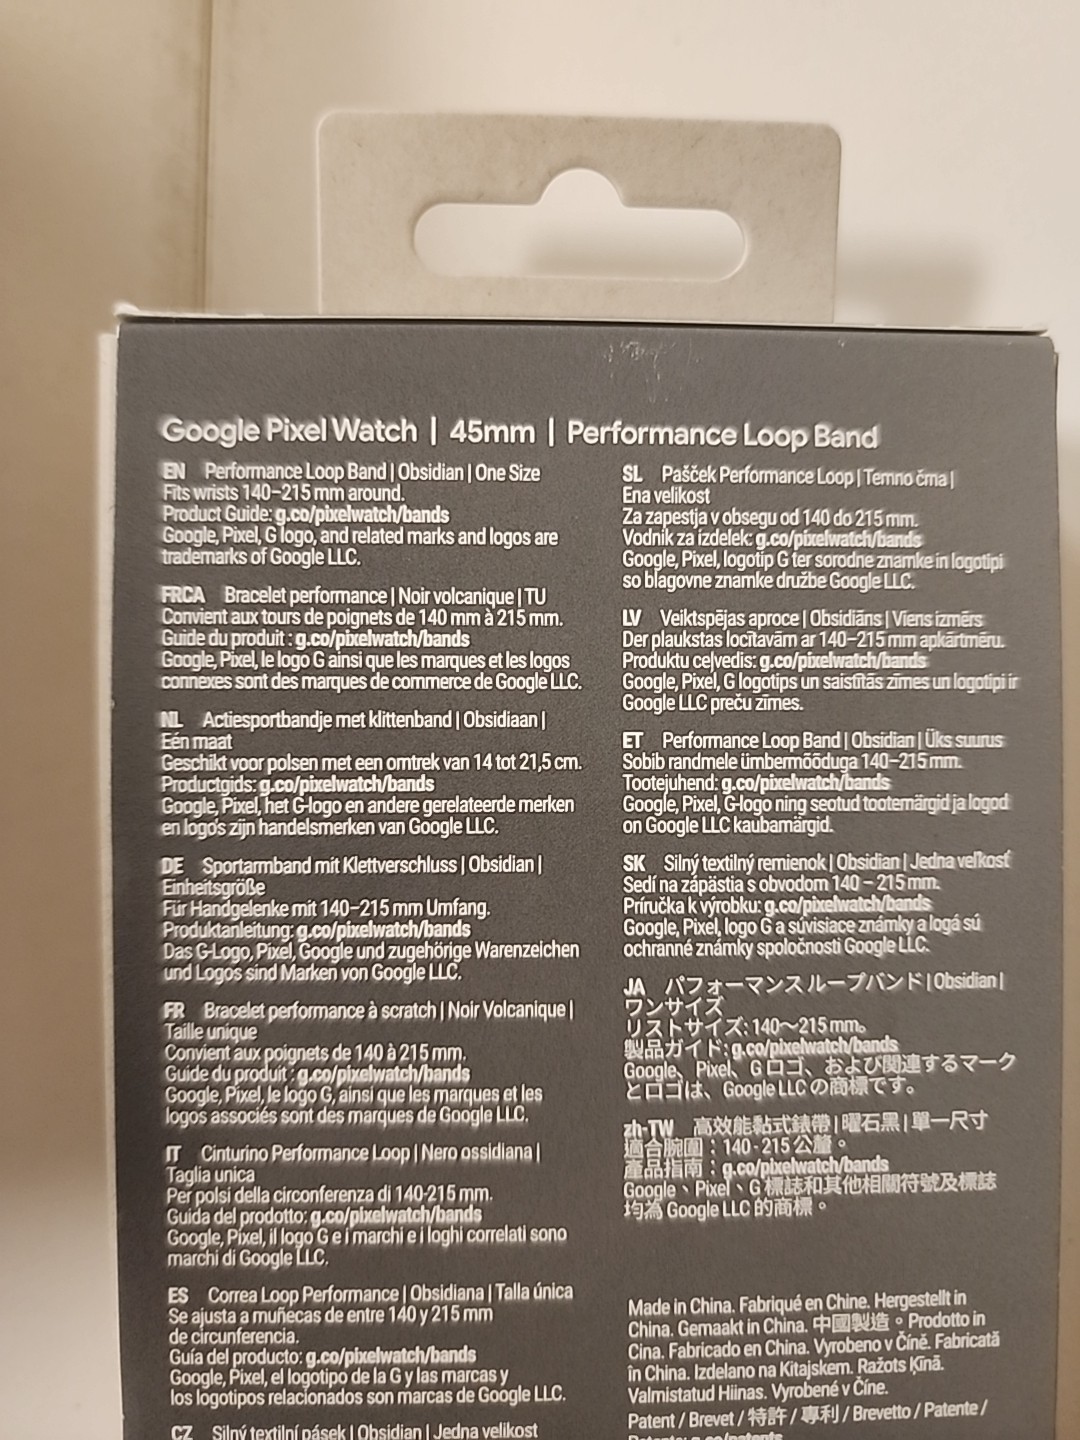 Google Pixel Watch | 45mm | Performance Loop Band
EN Performance Loop Band | Obsidian | One Size
Fits wrists 140–215 mm around.
Product Guide: g.co/pixelwatch/bands
Google, Pixel, G logo, and related marks and logos are
trademarks of Google LLC.
FRCA Bracelet performance | Noir volcanique | TU
Convient aux tours de poignets de 140 mm à 215 mm.
Guide du produit : g.co/pixelwatch/bands
Google, Pixel, le logo G ainsi que les marques et les logos
connexes sont des marques de commerce de Google LLC.
NL Actiesportbandje met klittenband | Obsidiaan |
Eén maat
Geschikt voor polsen met een omtrek van 14 tot 21,5 cm.
Productgids: g.co/pixelwatch/bands
Google, Pixel, het G-logo en andere gerelateerde merken
en logo's zijn handelsmerken van Google LLC.
DE Sportarmband mit Klettverschluss | Obsidian |
Einheitsgröße
Für Handgelenke mit 140–215 mm Umfang.
Produktanleitung: g.co/pixelwatch/bands
Das G-Logo, Pixel, Google und zugehörige Warenzeichen
und Logos sind Marken von Google LLC.
FR Bracelet performance à scratch | Noir Volcanique |
Taille unique
Convient aux poignets de 140 à 215 mm.
Guide du produit : g.co/pixelwatch/bands
Google, Pixel, le logo G, ainsi que les marques et les
logos associés sont des marques de Google LLC.
IT Cinturino Performance Loop | Nero ossidiana |
Taglia unica
Per polsi della circonferenza di 140-215 mm.
Guida del prodotto: g.co/pixelwatch/bands
Google, Pixel, il logo G e i marchi e i loghi correlati sono
marchi di Google LLC.
ES Correa Loop Performance | Obsidiana | Talla única
Se ajusta a muñecas de entre 140 y 215 mm
de circunferencia.
Guía del producto: g.co/pixelwatch/bands
Google, Pixel, el logotipo de la G y las marcas y
los logotipos relacionados son marcas de Google LLC.
CZ Silný textilní pásek | Obsidian | Jedna velikost
SL Pašček Performance Loop | Temno črna |
Ena velikost
Za zapestja v obsegu od 140 do 215 mm.
Vodnik za izdelek: g.co/pixelwatch/bands
Google, Pixel, logotip G ter sorodne znamke in logotipi
so blagovne znamke družbe Google LLC.
LV Veiktspējas aproce | Obsidiāns | Viens izmērs
Der plaukstas locītavām ar 140–215 mm apkārtmēru.
Produktu ceļvedis: g.co/pixelwatch/bands
Google, Pixel, G logotips un saistītās zīmes un logotipi ir
Google LLC preču zīmes.
ET Performance Loop Band | Obsidian | Üks suurus
Sobib randmele ümbermõõduga 140–215 mm.
Tootejuhend: g.co/pixelwatch/bands
Google, Pixel, G-logo ning seotud tootemärgid ja logod
on Google LLC kaubamärgid.
SK Silný textilný remienok | Obsidian | Jedna veľkosť
Sedí na zápästia s obvodom 140 – 215 mm.
Príručka k výrobku: g.co/pixelwatch/bands
Google, Pixel, logo G a súvisiace známky a logá sú
ochranné známky spoločnosti Google LLC.
JA パフォーマンス ループバンド | Obsidian |
ワンサイズ
リストサイズ: 140～215 mm。
製品ガイド: g.co/pixelwatch/bands
Google、Pixel、G ロゴ、および関連するマーク
とロゴは、Google LLC の商標です。
zh-TW 高效能黏式錶帶 | 曜石黑 | 單一尺寸
適合腕圍：140-215 公釐。
產品指南：g.co/pixelwatch/bands
Google、Pixel、G 標誌和其他相關符號及標誌
均為 Google LLC 的商標。
Made in China. Fabriqué en Chine. Hergestellt in
China. Gemaakt in China. 中國製造。Prodotto in
Cina. Fabricado en China. Vyrobeno v Číně. Fabricată
în China. Izdelano na Kitajskem. Ražots Ķīnā.
Valmistatud Hiinas. Vyrobené v Číne.
Patent / Brevet / 特許 / 專利 / Brevetto / Patente /
g.co/patents